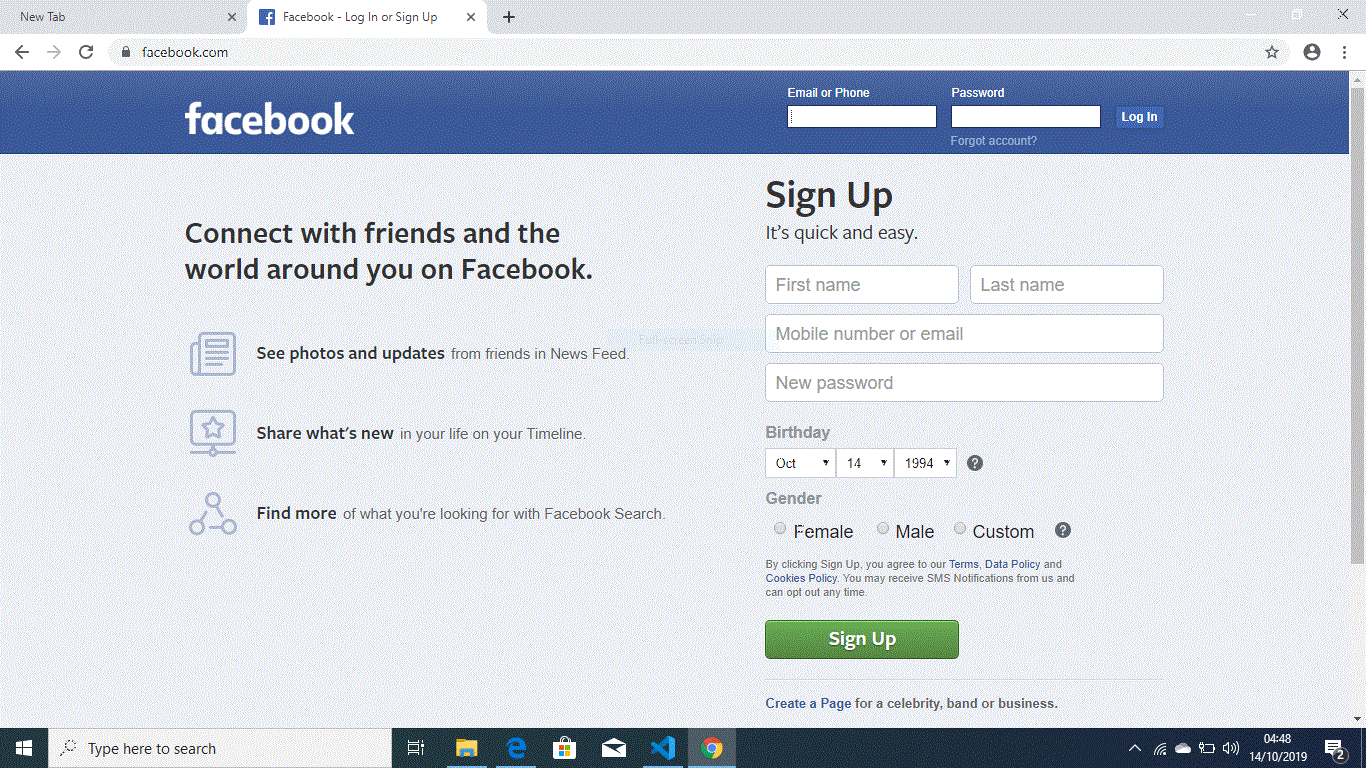 New Tab
Facebook - Log In or Sign Up
facebook.com
Email or Phone
Password
facebook
Log In
Forgot account?
Sign Up
It's quick and easy.
Connect with friends and the
world around you on Facebook.
First name
Last name
Mobile number or email
New password
See photos and updates from friends in News Feed.
Share what's new in your life on your Timeline.
Find more of what you're looking for with Facebook Search.
Birthday
Oct 14 1994 ?
Gender
Female Male Custom ?
By clicking Sign Up, you agree to our Terms, Data Policy and
Cookies Policy. You may receive SMS Notifications from us and
can opt out any time.
Sign Up
Create a Page for a celebrity, band or business.
Type here to search
04:48
14/10/2019
2